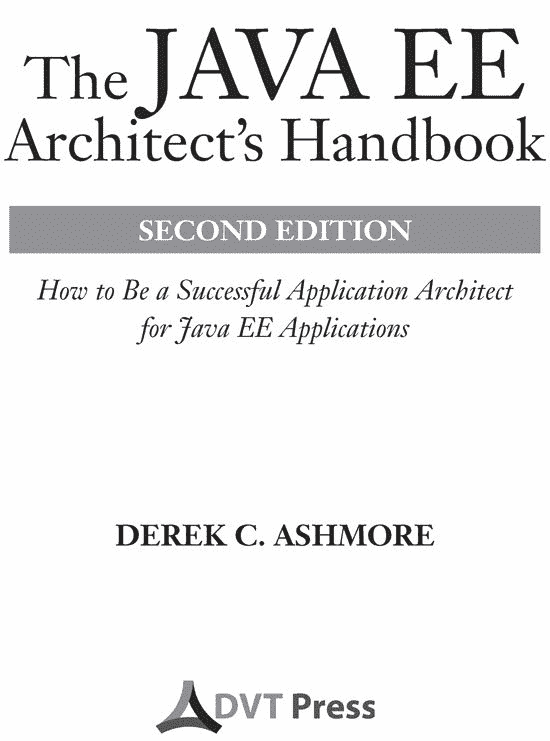 The JAVA EE
Architect's Handbook
SECOND EDITION
How to Be a Successful Application Architect
for Java EE Applications
DEREK C. ASHMORE
DVT Press